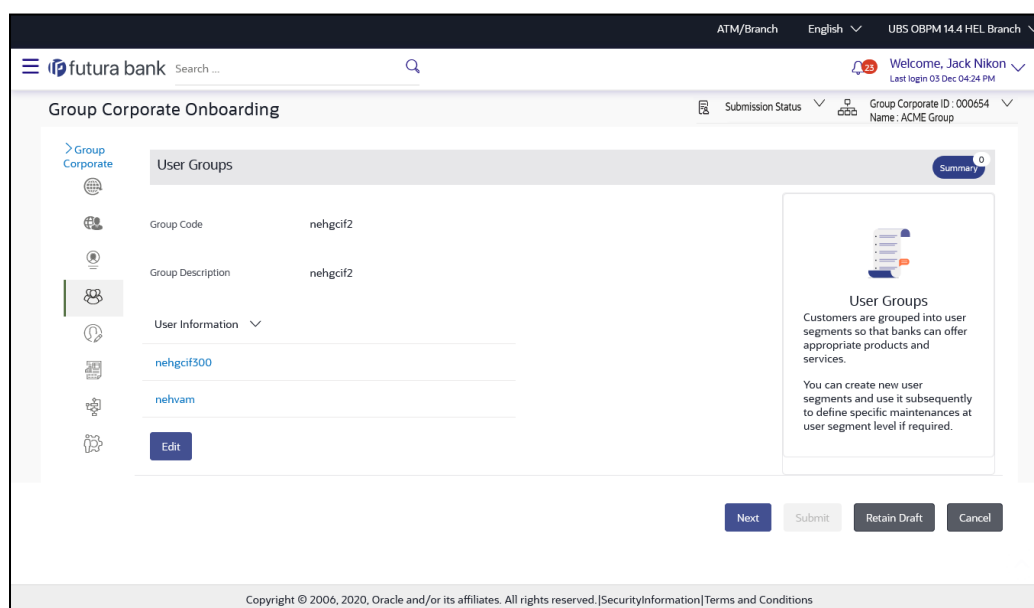 ATM/Branch English UBS OBPM 14.4 HEL Branch
futura bank Search ... 23 Welcome, Jack Nikon
Last login 03 Dec 04:24 PM
Group Corporate Onboarding Submission Status Group Corporate ID : 000654
Name : ACME Group
Group
Corporate
User Groups Summary 0
Group Code nehgcif2
Group Description nehgcif2
User Information
nehgcif300
nehvam
Edit
User Groups
Customers are grouped into user
segments so that banks can offer
appropriate products and
services.
You can create new user
segments and use it subsequently
to define specific maintenances at
user segment level if required.
Next Submit Retain Draft Cancel
Copyright © 2006, 2020, Oracle and/or its affiliates. All rights reserved.|SecurityInformation|Terms and Conditions